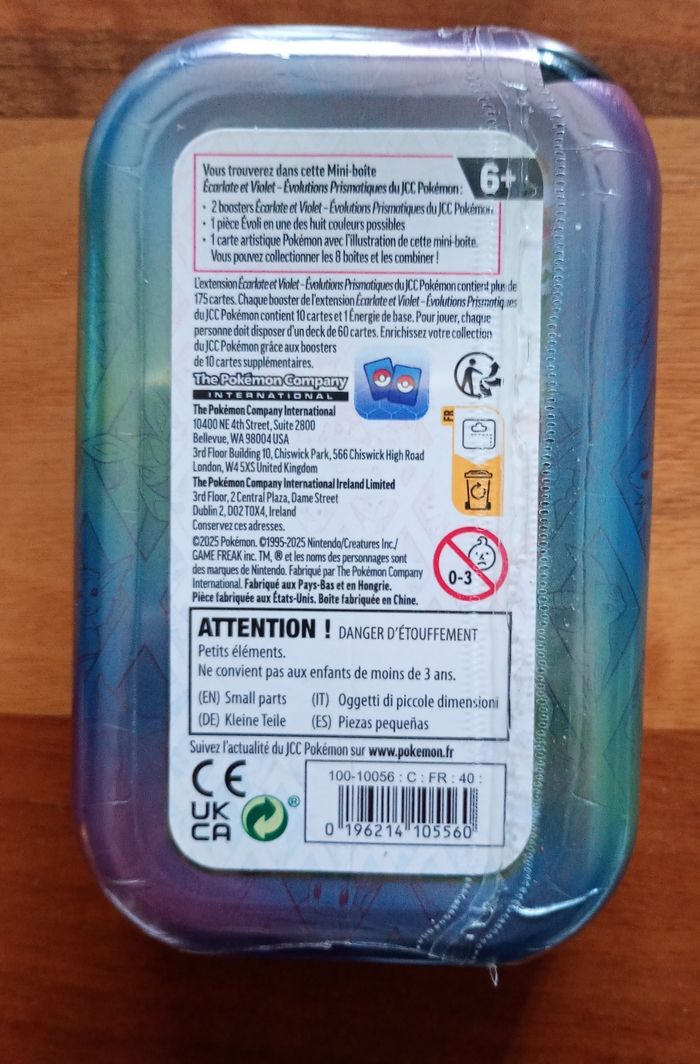 Vous trouverez dans cette Mini-boîte
Écarlate et Violet – Évolutions Prismatiques du JCC Pokémon :
6+
• 2 boosters Écarlate et Violet – Évolutions Prismatiques du JCC Pokémon
• 1 pièce Évoli en une des huit couleurs possibles
• 1 carte artistique Pokémon avec l'illustration de cette mini-boîte.
Vous pouvez collectionner les 8 boîtes et les combiner !
L'extension Écarlate et Violet – Évolutions Prismatiques du JCC Pokémon contient plus de
175 cartes. Chaque booster de l'extension Écarlate et Violet – Évolutions Prismatiques
du JCC Pokémon contient 10 cartes et 1 Énergie de base. Pour jouer, chaque
personne doit disposer d'un deck de 60 cartes. Enrichissez votre collection
du JCC Pokémon grâce aux boosters
de 10 cartes supplémentaires.
The Pokémon Company
INTERNATIONAL
The Pokémon Company International
10400 NE 4th Street, Suite 2800
Bellevue, WA 98004 USA
3rd Floor Building 10, Chiswick Park, 566 Chiswick High Road
London, W4 5XS United Kingdom
The Pokémon Company International Ireland Limited
3rd Floor, 2 Central Plaza, Dame Street
Dublin 2, D02 T0X4, Ireland
Conservez ces adresses.
FR
©2025 Pokémon. ©1995-2025 Nintendo/Creatures Inc./
GAME FREAK inc. TM, ® et les noms des personnages sont
des marques de Nintendo. Fabriqué par The Pokémon Company
International. Fabriqué aux Pays-Bas et en Hongrie.
Pièce fabriquée aux États-Unis. Boîte fabriquée en Chine.
0-3
ATTENTION ! DANGER D'ÉTOUFFEMENT
Petits éléments.
Ne convient pas aux enfants de moins de 3 ans.
(EN) Small parts (IT) Oggetti di piccole dimensioni
(DE) Kleine Teile (ES) Piezas pequeñas
Suivez l'actualité du JCC Pokémon sur www.pokemon.fr
CE
UK
CA
®
100-10056 : C : FR : 40 :
0 196214 105560